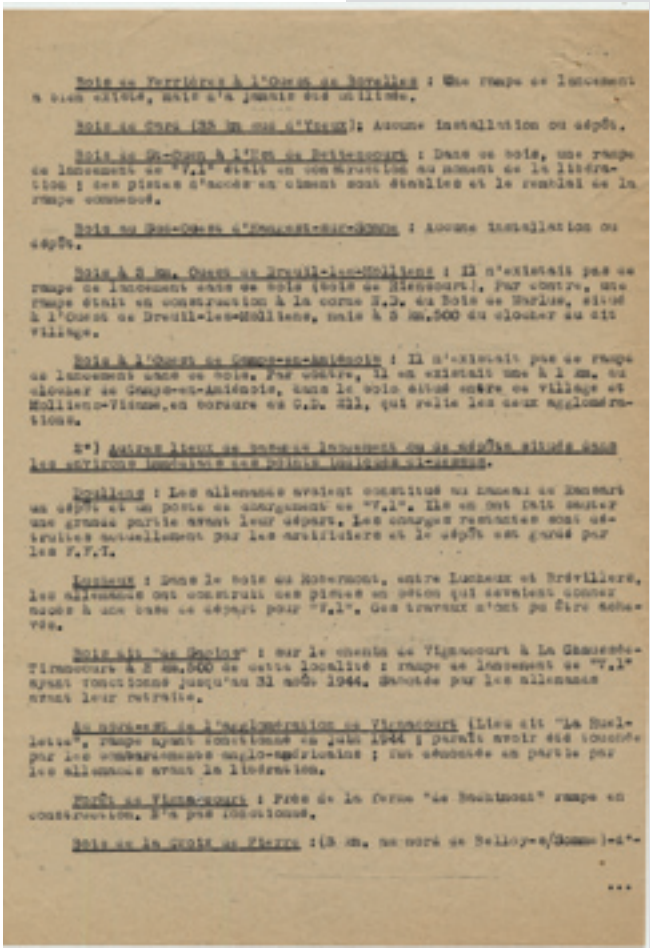 Bois de Ferrières à l'Ouest de Bovelles : Une rampe de lancement
a bien existé, mais n'a jamais été utilisée.
Bois de Gard (35 km sud d'Yzeux): Aucune installation ou dépôt.
Bois de St-Ouen à l'Est de Bettencourt : Dans ce bois, une rampe
de lancement de "V.1" était en construction au moment de la libéra-
tion ; des pistes d'accès en ciment sont établies et le remblai de la
rampe commencé.
Bois au Sud-Ouest d'Hangest-sur-Somme : Aucune installation ou
dépôt.
Bois à 2 km. Ouest de Dreuil-les-Molliens : Il n'existait pas de
rampe de lancement dans ce bois (bois de Riencourt). Par contre, une
rampe était en construction à la corne N.D. du Bois de , situé
à l'Ouest de Dreuil-les-Molliens, mais à 3 km.500 du clocher du dit
village.
Bois à l'Ouest de Camps-en-Amiénois : Il n'existait pas de rampe
de lancement dans ce bois. Par contre, il en existait une à 1 km. du
clocher de Camps-en-Amiénois, dans le bois situé entre ce village et
Molliens-Vidame, en bordure du C.D. 211, qui relie les deux aggloméra-
tions.
2°) Autres lieux de bases de lancement ou de dépôts situés dans
les environs immédiats des points indiqués ci-dessus.
Doullens : Les allemands avaient constitué au hameau de Ransart
un dépôt et un poste de chargement de "V.1". Ils en ont fait sauter
une grande partie avant leur départ. Les charges restantes sont dé-
truites actuellement par les artificiers et le dépôt est gardé par
les F.F.I.
Lucheux : Dans le bois du Robermont, entre Lucheux et Brévillers,
les allemands ont construit des pistes en béton qui devaient donner
accès à une base de départ pour "V.1". Ces travaux n'ont pu être ache-
vés.
Bois dit "de " : sur le chemin de Vignacourt à La Chaussée-
Tirancourt à 2 km.500 de cette localité : rampe de lancement de "V.1"
ayant fonctionné jusqu'au 31 août 1944. Sabotée par les allemands
avant leur retraite.
Au nord-est de l'agglomération de Vignacourt (Lieu dit "La Ruel-
lette", rampe ayant fonctionné en juin 1944 ; paraît avoir été touchée
par les bombardements anglo-américains ; fut démontée en partie par
les allemands avant la libération.
Forêt de Vignacourt : Près de la ferme "de " rampe en
construction. N'a pas fonctionné.
Bois de la Croix de Pierre :(3 km. au nord de Belloy-s/Somme)-d'-
...